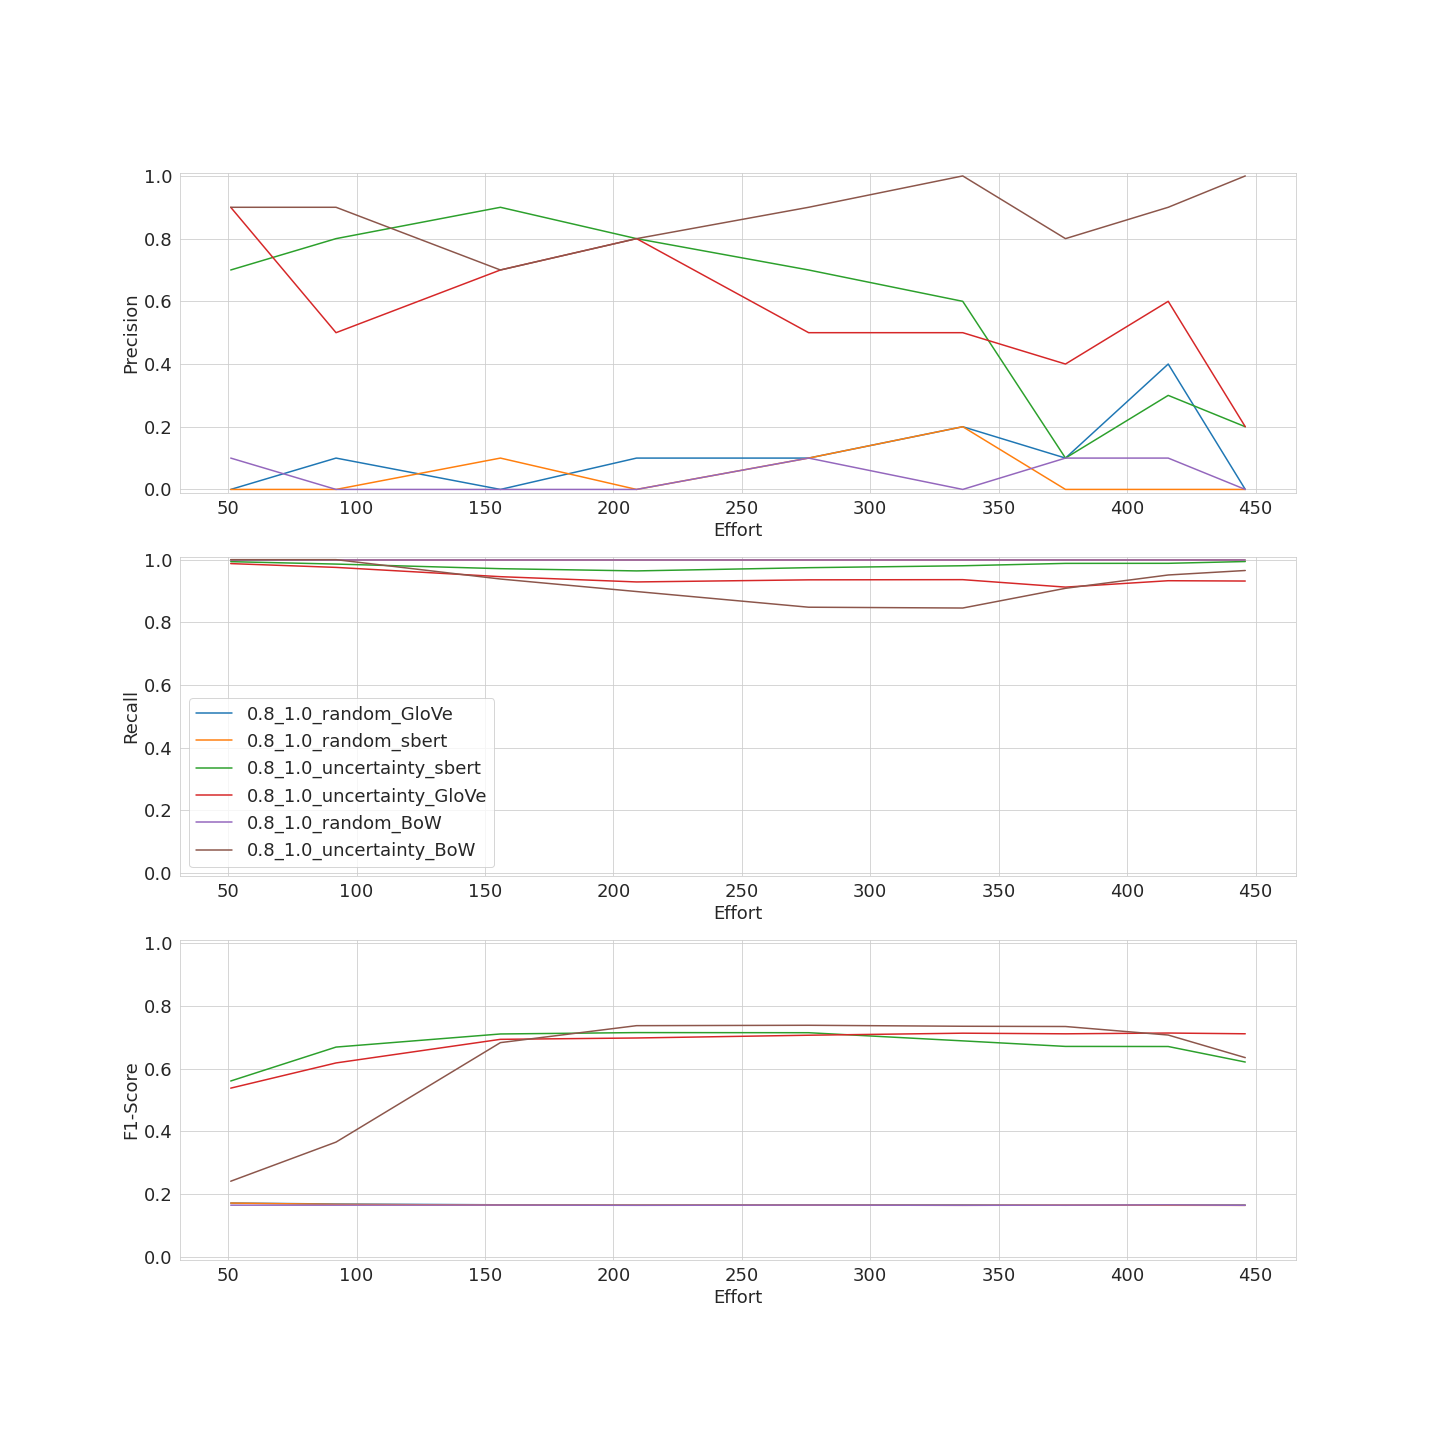 1.0
0.8
0.6
0.4
0.2
0.0
Precision
50 100 150 200 250 300 350 400 450
Effort
1.0
0.8
0.6
0.4
0.2
0.0
Recall
0.8_1.0_random_GloVe
0.8_1.0_random_sbert
0.8_1.0_uncertainty_sbert
0.8_1.0_uncertainty_GloVe
0.8_1.0_random_BoW
0.8_1.0_uncertainty_BoW
50 100 150 200 250 300 350 400 450
Effort
1.0
0.8
0.6
0.4
0.2
0.0
F1-Score
50 100 150 200 250 300 350 400 450
Effort